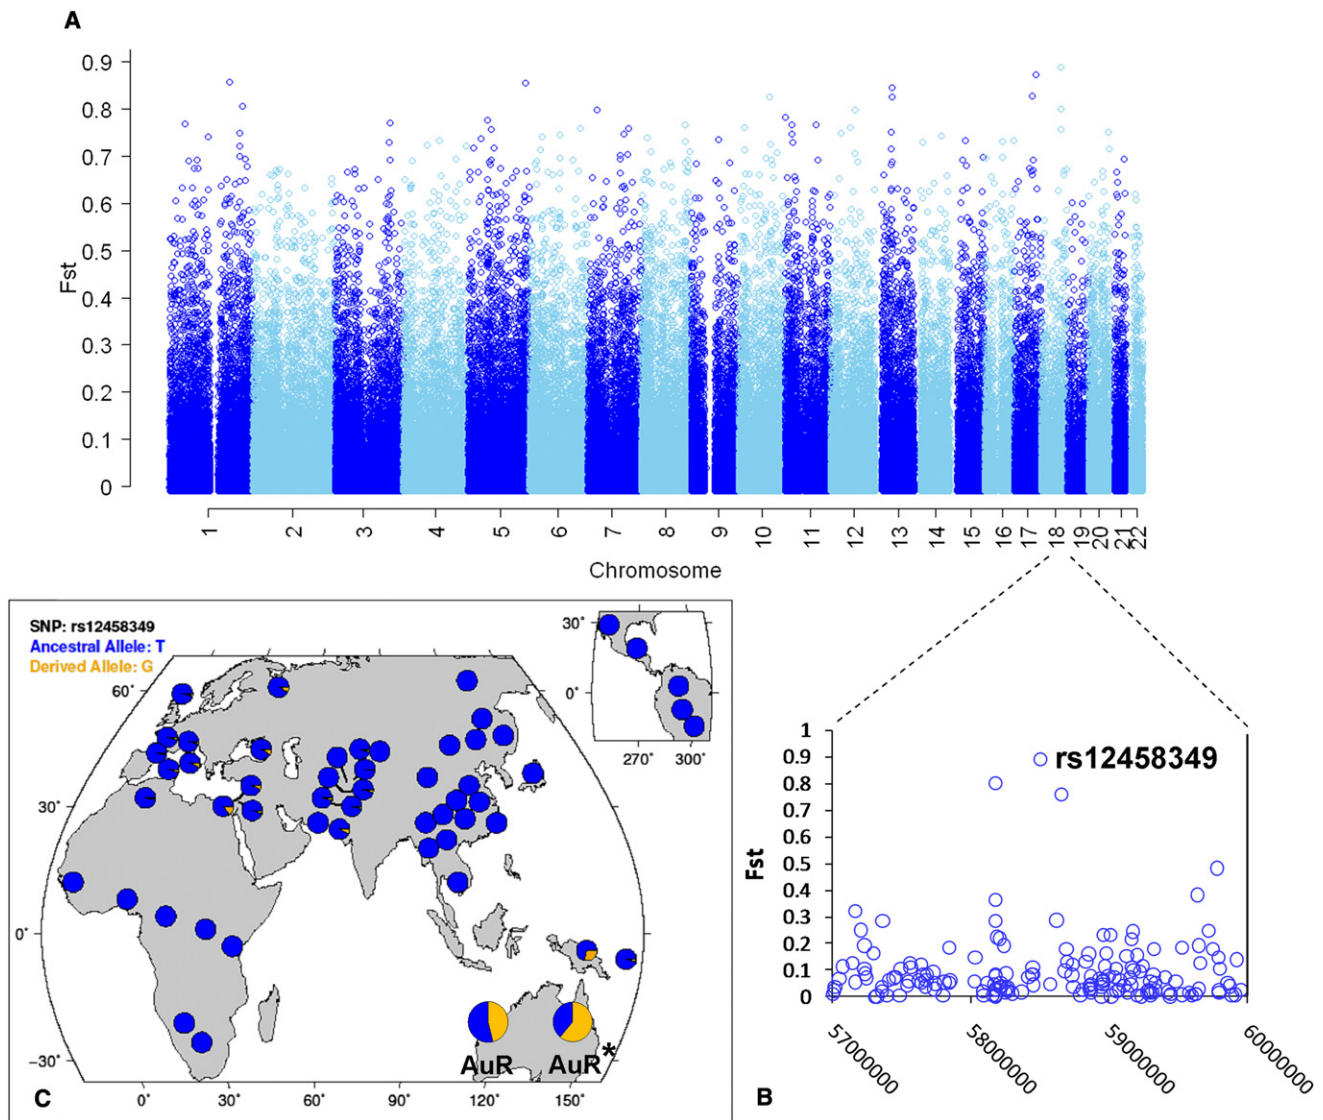 A
0.9
0.8
0.7
0.6
0.5
0.4
0.3
0.2
0.1
0
Fst
1 2 3 4 5 6 7 8 9 10 11 12 13 14 15 16 17 18 19 20 21 22
Chromosome
SNP: rs12458349
Ancestral Allele: T
Derived Allele: G
60°
30°
0°
−30°
0° 30° 60° 90° 120° 150°
30°
0°
270° 300°
AuR AuR*
C
1
0.9
0.8
0.7
0.6
0.5
0.4
0.3
0.2
0.1
0
Fst
rs12458349
57000000 58000000 59000000 60000000
B